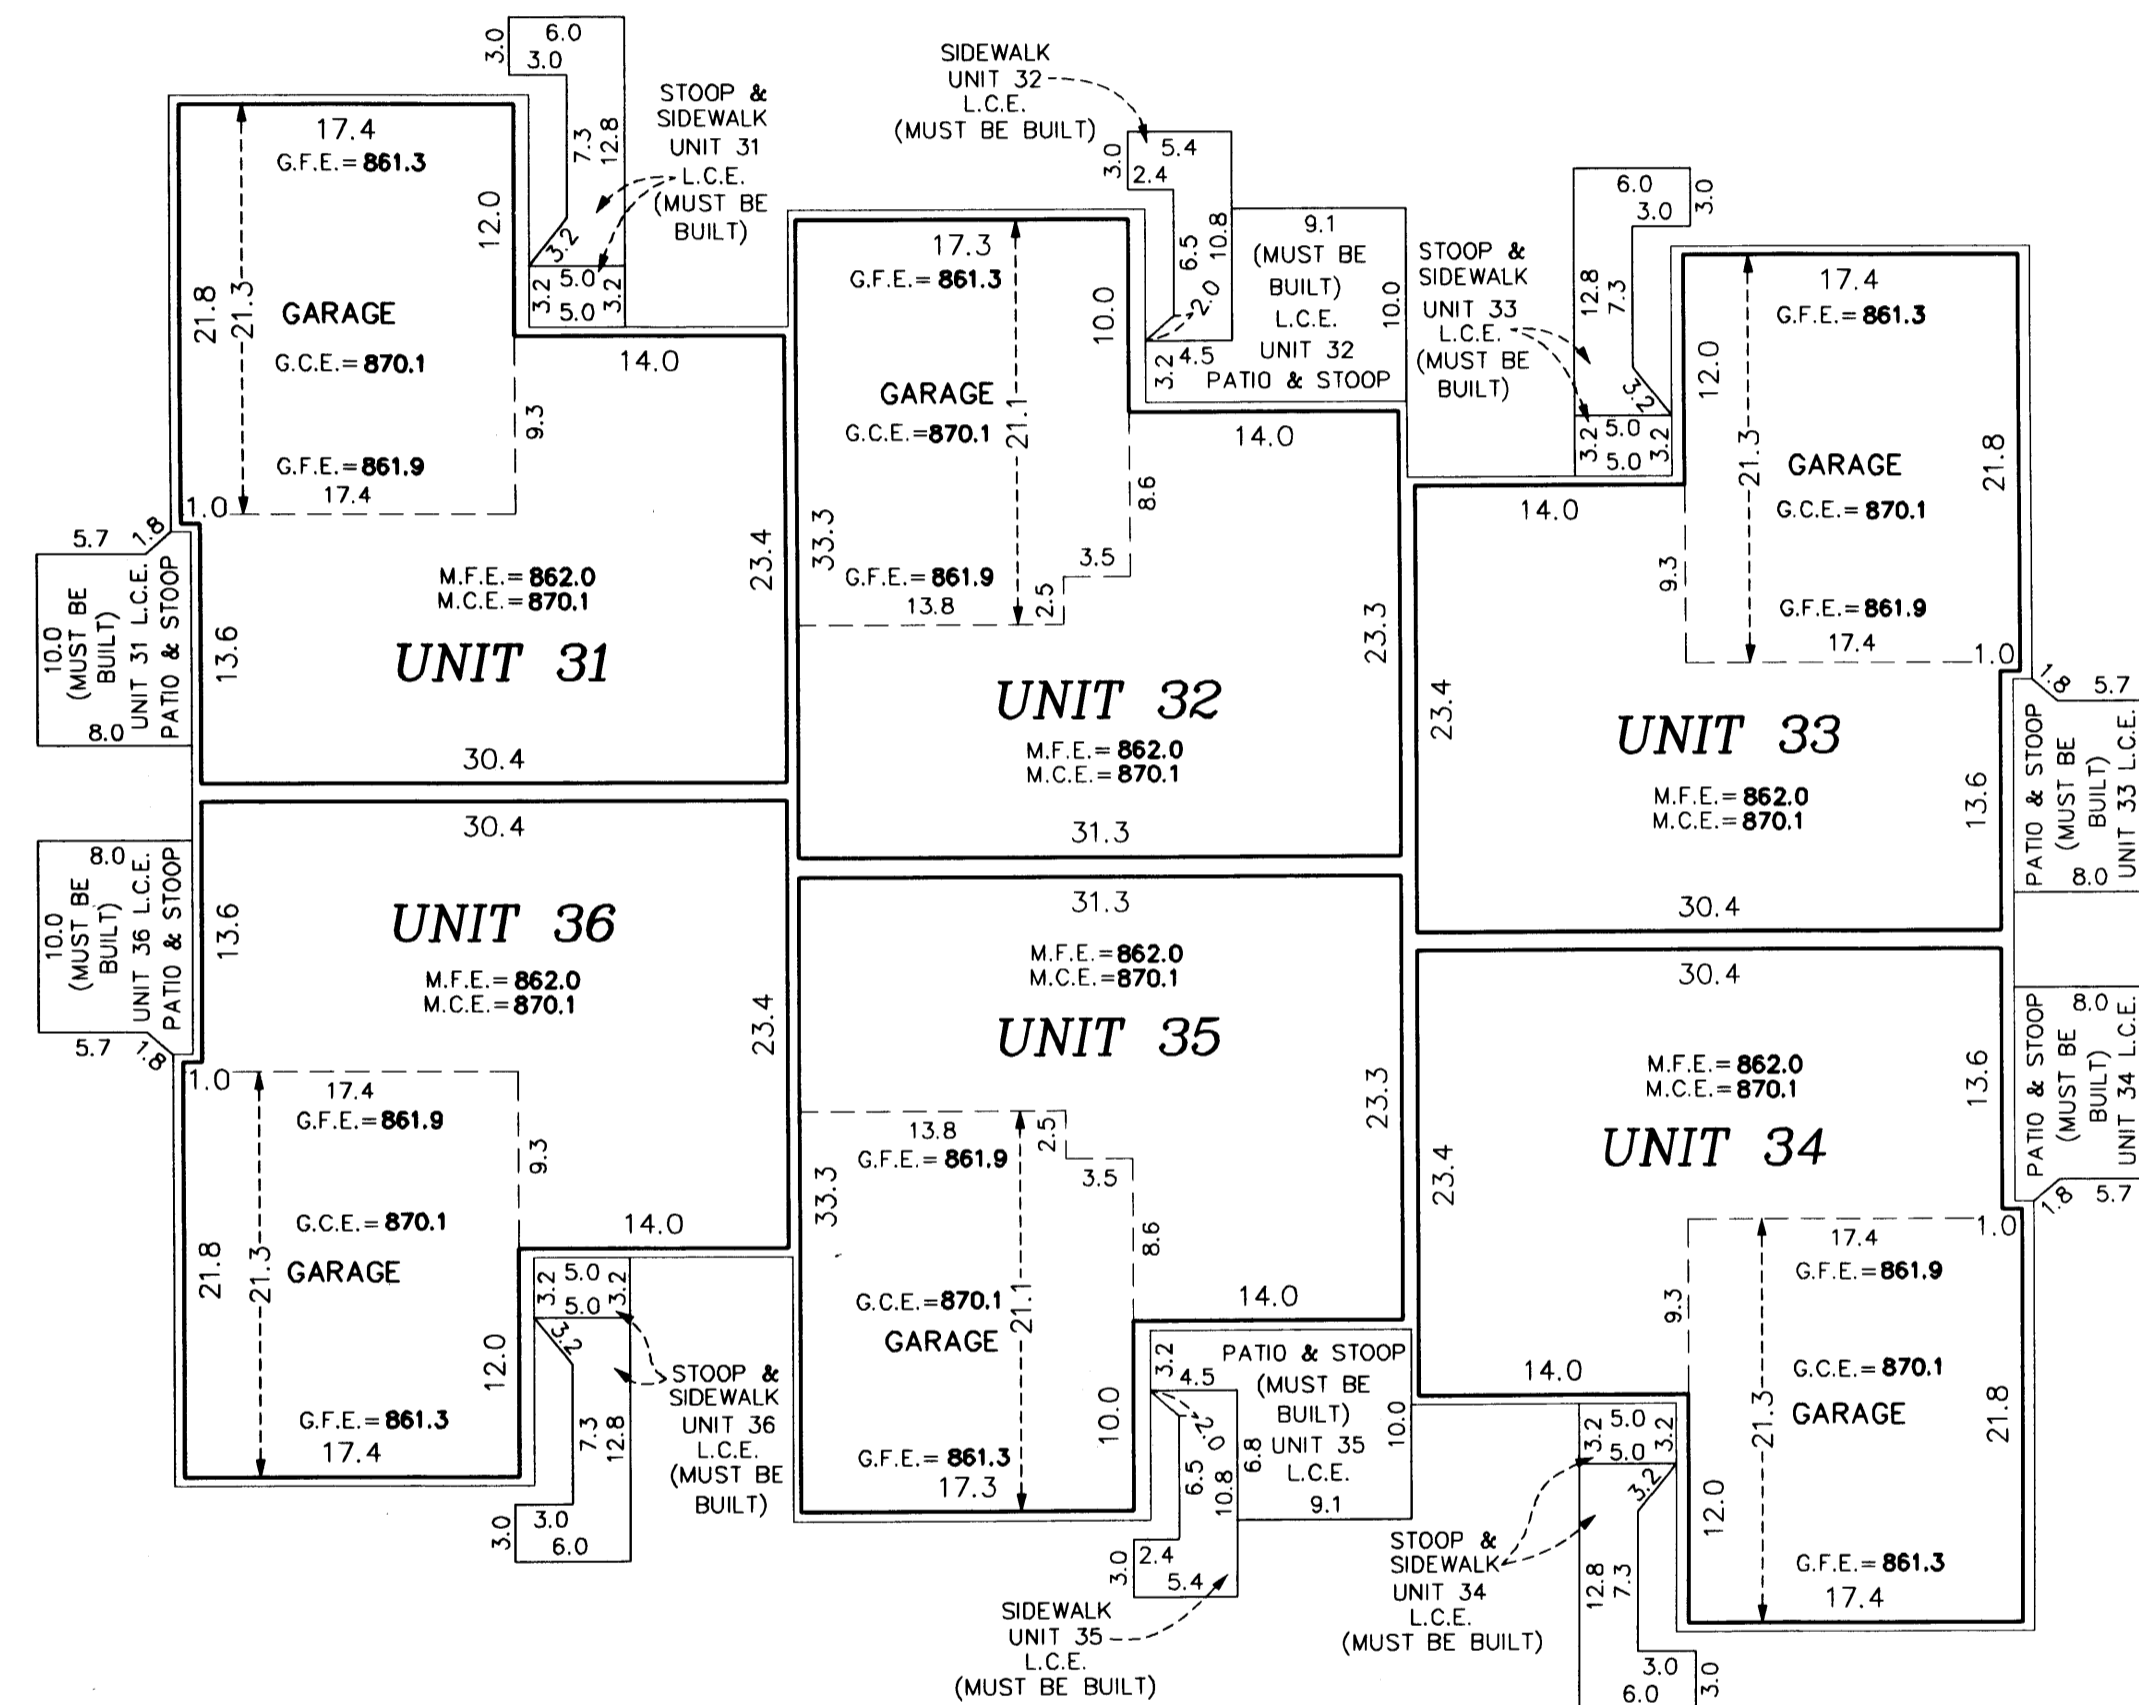 6.0
3.0
3.0
7.3
12.8
3.2
5.0
3.2
3.2
5.0
STOOP &
SIDEWALK
UNIT 31
L.C.E.
(MUST BE
BUILT)
17.4
G.F.E.= 861.3
12.0
21.8
21.3
GARAGE
G.C.E.= 870.1
14.0
9.3
G.F.E.= 861.9
17.4
1.0
5.7
1.8
10.0
(MUST BE
BUILT)
8.0
UNIT 31 L.C.E.
PATIO & STOOP
13.6
M.F.E.= 862.0
M.C.E.= 870.1
23.4
UNIT 31
30.4
SIDEWALK
UNIT 32
L.C.E.
(MUST BE BUILT)
5.4
3.0
2.4
6.5
10.8
2.0
4.5
3.2
9.1
(MUST BE
BUILT)
L.C.E.
UNIT 32
PATIO & STOOP
10.0
17.3
G.F.E.= 861.3
10.0
GARAGE
G.C.E.=870.1
21.1
14.0
8.6
33.3
3.5
G.F.E.= 861.9
13.8
2.5
23.3
UNIT 32
M.F.E.= 862.0
M.C.E.= 870.1
31.3
6.0
3.0
3.0
STOOP &
SIDEWALK
UNIT 33
L.C.E.
(MUST BE
BUILT)
12.8
7.3
3.2
5.0
3.2
3.2
5.0
17.4
G.F.E.= 861.3
12.0
21.3
GARAGE
21.8
G.C.E.= 870.1
14.0
9.3
G.F.E.= 861.9
17.4
1.0
1.8
5.7
23.4
UNIT 33
M.F.E.= 862.0
M.C.E.= 870.1
13.6
PATIO & STOOP
(MUST BE
BUILT)
8.0
UNIT 33 L.C.E.
30.4
30.4
8.0
10.0
(MUST BE
BUILT)
UNIT 36 L.C.E.
PATIO & STOOP
5.7
1.8
13.6
UNIT 36
M.F.E.= 862.0
M.C.E.= 870.1
23.4
1.0
17.4
G.F.E.= 861.9
9.3
G.C.E.= 870.1
14.0
21.8
21.3
GARAGE
12.0
G.F.E.= 861.3
17.4
3.2
5.0
3.2
5.0
3.2
STOOP &
SIDEWALK
UNIT 36
L.C.E.
(MUST BE
BUILT)
7.3
12.8
3.0
3.0
6.0
31.3
M.F.E.= 862.0
M.C.E.=870.1
UNIT 35
23.3
13.8
2.5
G.F.E.= 861.9
3.5
33.3
8.6
G.C.E.=870.1
21.1
14.0
GARAGE
10.0
G.F.E.= 861.3
17.3
3.2
4.5
PATIO & STOOP
(MUST BE
BUILT)
UNIT 35
L.C.E.
9.1
10.0
2.0
6.8
6.5
10.8
3.0
2.4
5.4
SIDEWALK
UNIT 35
L.C.E.
(MUST BE BUILT)
30.4
M.F.E.= 862.0
M.C.E.= 870.1
13.6
PATIO & STOOP
(MUST BE
BUILT)
8.0
UNIT 34 L.C.E.
5.7
1.8
UNIT 34
23.4
1.0
17.4
G.F.E.= 861.9
9.3
14.0
G.C.E.= 870.1
21.3
GARAGE
21.8
12.0
G.F.E.= 861.3
17.4
3.2
5.0
3.2
5.0
3.2
STOOP &
SIDEWALK
UNIT 34
L.C.E.
(MUST BE BUILT)
12.8
7.3
3.0
3.0
6.0